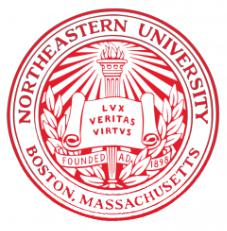 NORTHEASTERN UNIVERSITY
LVX
VERITAS
VIRTVS
FOUNDED A.D. 1898
BOSTON, MASSACHUSETTS